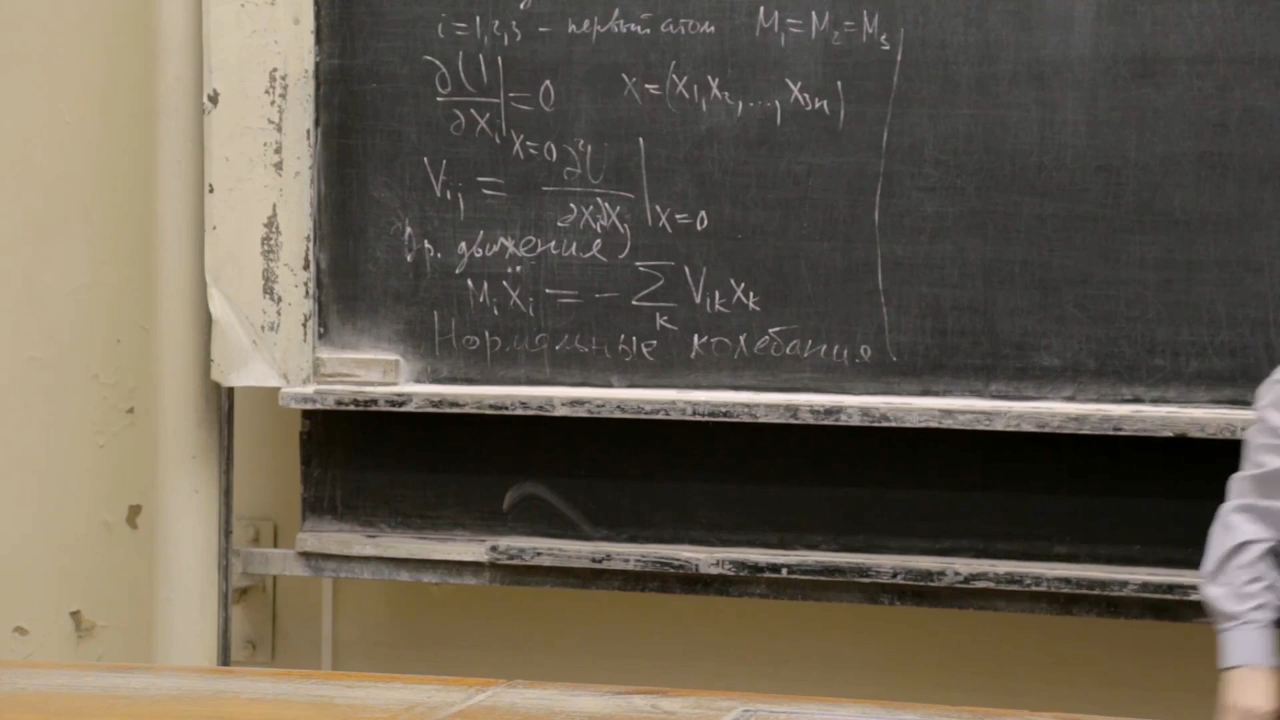 i=1,2,3 – первый атом M₁=M₂=M₃
∂U/∂xᵢ|ₓ₌₀=0 x=(x₁,x₂,...,x₃ₙ)
Vᵢⱼ = ∂²U/∂xᵢ∂xⱼ|ₓ₌₀
Ур. движения
Mᵢẍᵢ = – ∑ₖ Vᵢₖxₖ
Нормальные колебания